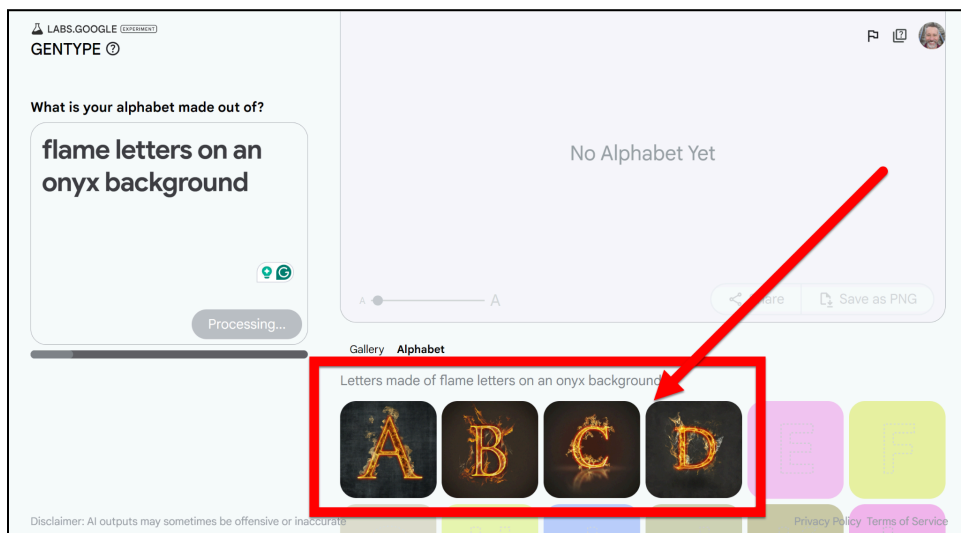 LABS.GOOGLE EXPERIMENT
GENTYPE
What is your alphabet made out of?
flame letters on an
onyx background
Processing...
No Alphabet Yet
A A
Share Save as PNG
Gallery Alphabet
Letters made of flame letters on an onyx background
A B C D E F
Disclaimer: AI outputs may sometimes be offensive or inaccurate
Privacy Policy Terms of Service